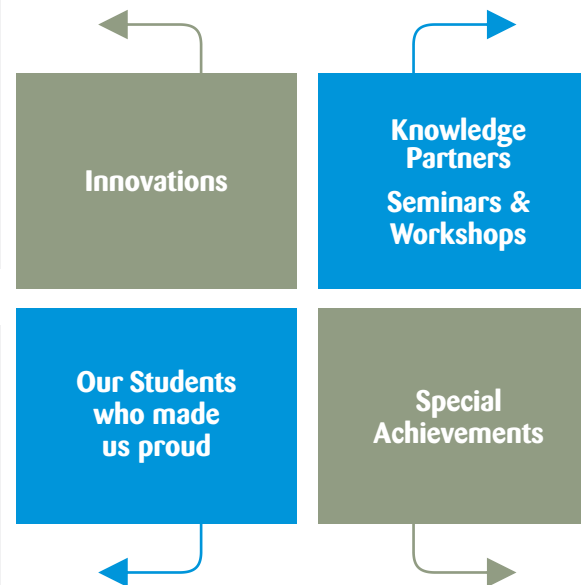 Innovations
Knowledge
Partners
Seminars &
Workshops
Our Students
who made
us proud
Special
Achievements